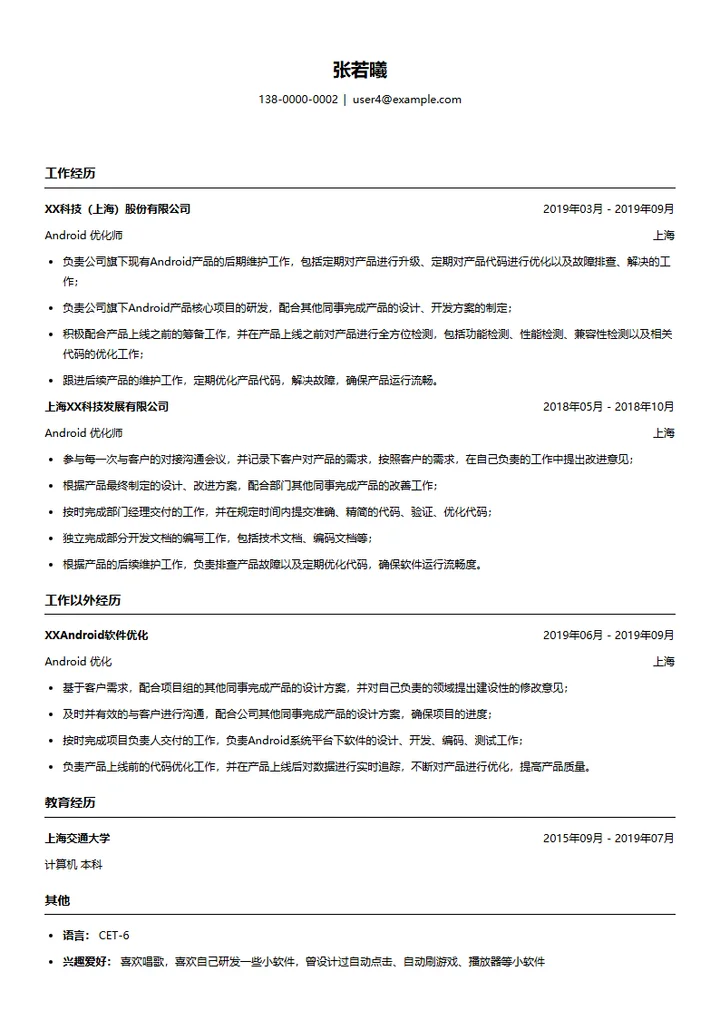 张若曦
138-0000-0002 | user4@example.com
工作经历
XX科技（上海）股份有限公司 2019年03月 - 2019年09月
Android 优化师 上海
• 负责公司旗下现有Android产品的后期维护工作，包括定期对产品进行升级、定期对产品代码进行优化以及故障排查、解决的工
作；
• 负责公司旗下Android产品核心项目的研发，配合其他同事完成产品的设计、开发方案的制定；
• 积极配合产品上线之前的筹备工作，并在产品上线之前对产品进行全方位检测，包括功能检测、性能检测、兼容性检测以及相关
代码的优化工作；
• 跟进后续产品的维护工作，定期优化产品代码，解决故障，确保产品运行流畅。
上海XX科技发展有限公司 2018年05月 - 2018年10月
Android 优化师 上海
• 参与每一次与客户的对接沟通会议，并记录下客户对产品的需求，按照客户的需求，在自己负责的工作中提出改进意见；
• 根据产品最终制定的设计、改进方案，配合部门其他同事完成产品的改善工作；
• 按时完成部门经理交付的工作，并在规定时间内提交准确、精简的代码、验证、优化代码；
• 独立完成部分开发文档的编写工作，包括技术文档、编码文档等；
• 根据产品的后续维护工作，负责排查产品故障以及定期优化代码，确保软件运行流畅度。
工作以外经历
XXAndroid软件优化 2019年06月 - 2019年09月
Android 优化 上海
• 基于客户需求，配合项目组的其他同事完成产品的设计方案，并对自己负责的领域提出建设性的修改意见；
• 及时并有效的与客户进行沟通，配合公司其他同事完成产品的设计方案，确保项目的进度；
• 按时完成项目负责人交付的工作，负责Android系统平台下软件的设计、开发、编码、测试工作；
• 负责产品上线前的代码优化工作，并在产品上线后对数据进行实时追踪，不断对产品进行优化，提高产品质量。
教育经历
上海交通大学 2015年09月 - 2019年07月
计算机 本科
其他
• 语言： CET-6
• 兴趣爱好： 喜欢唱歌，喜欢自己研发一些小软件，曾设计过自动点击、自动刷游戏、播放器等小软件